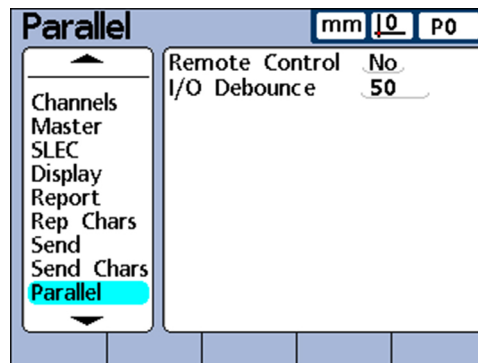 Parallel
mm 0 P0
Remote Control No
I/O Debounce 50
Channels
Master
SLEC
Display
Report
Rep Chars
Send
Send Chars
Parallel